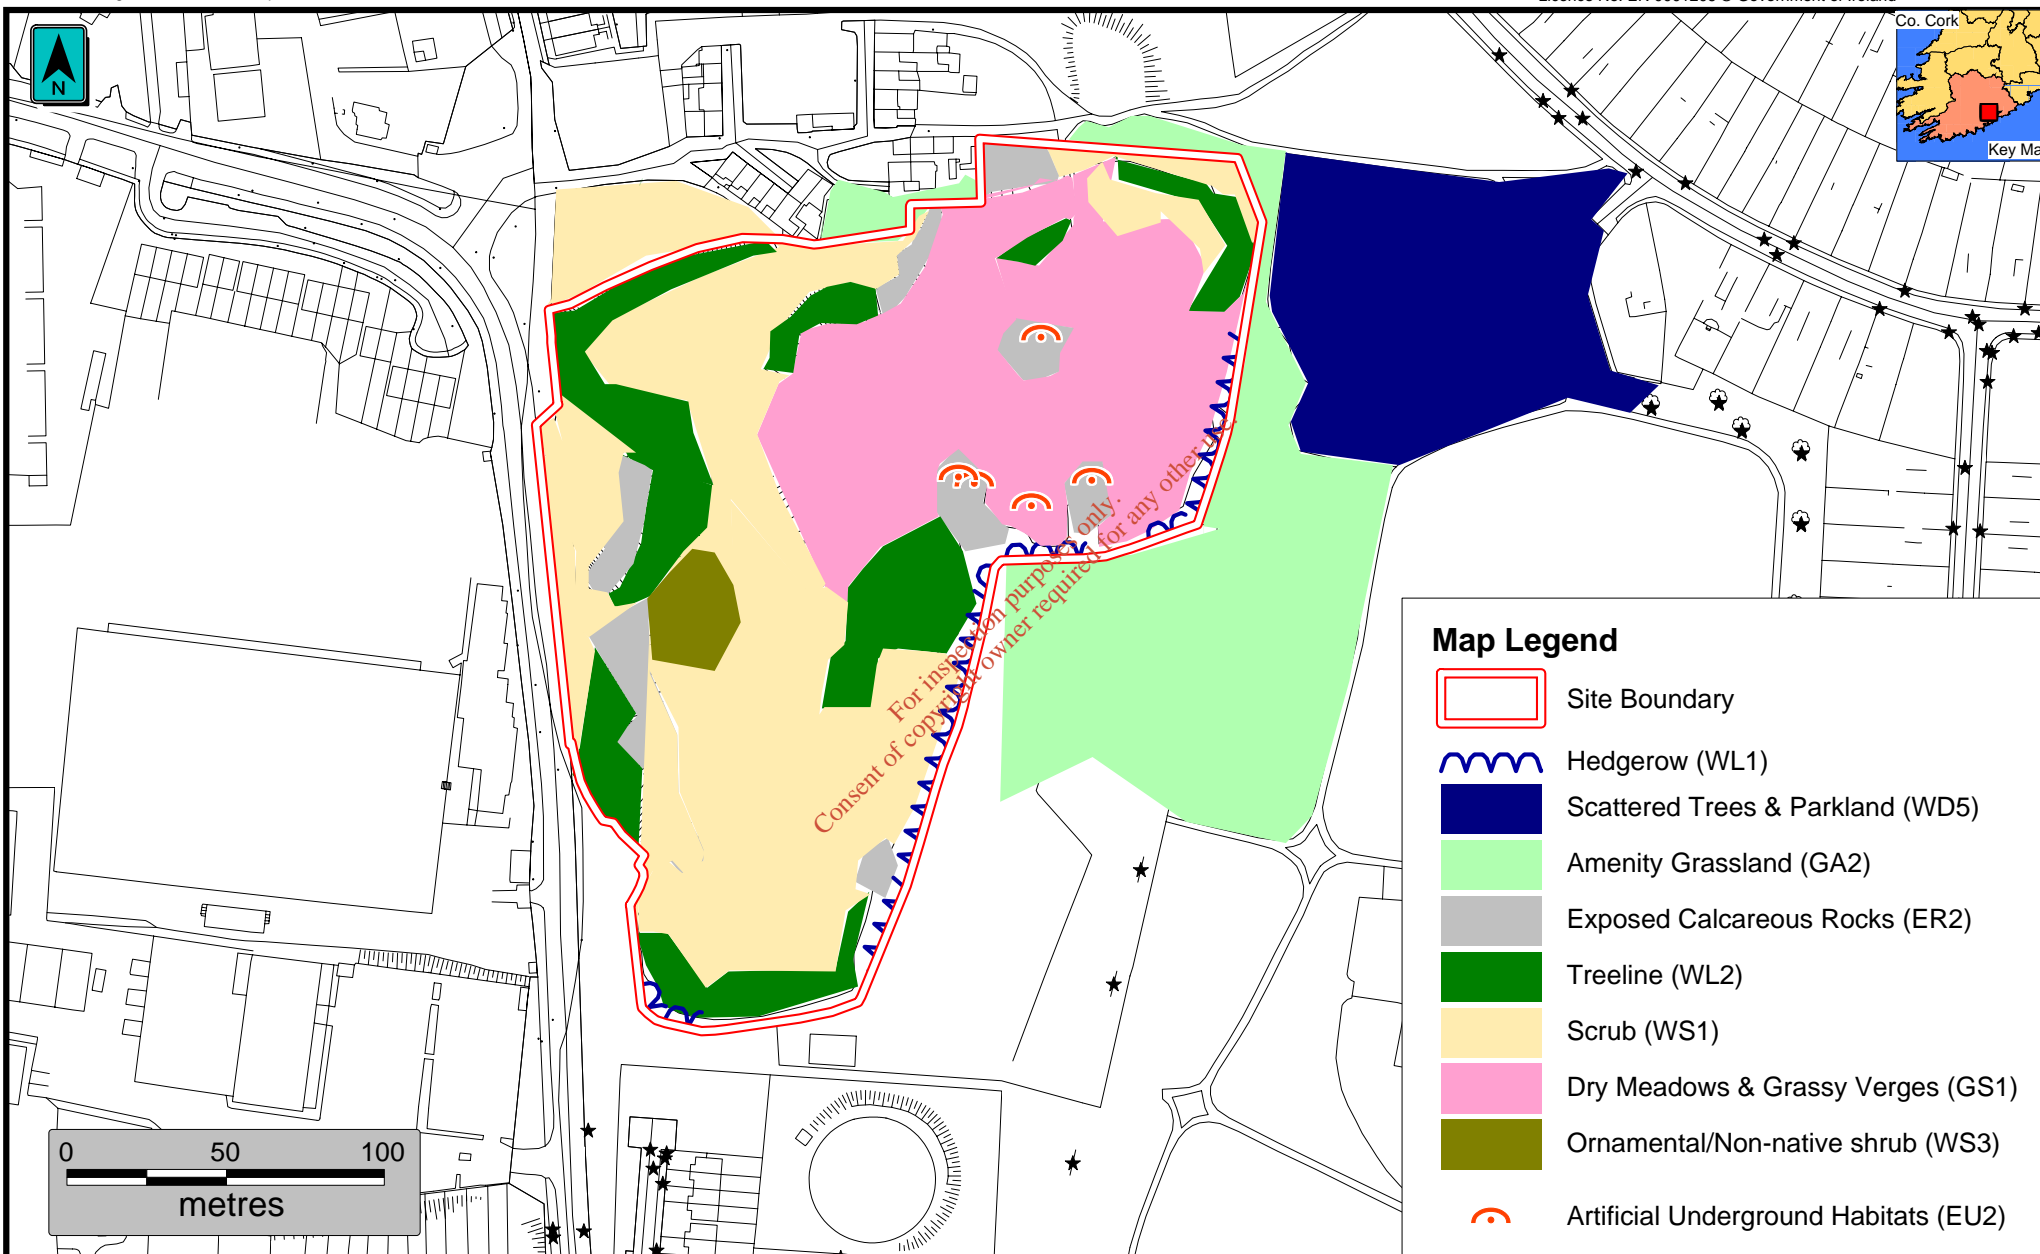 Co. Cork
Key Ma
N
For inspection purposes only.
Consent of copyright owner required for any other use.
Map Legend
Site Boundary
Hedgerow (WL1)
Scattered Trees & Parkland (WD5)
Amenity Grassland (GA2)
Exposed Calcareous Rocks (ER2)
Treeline (WL2)
Scrub (WS1)
Dry Meadows & Grassy Verges (GS1)
Ornamental/Non-native shrub (WS3)
Artificial Underground Habitats (EU2)
0 50 100
metres